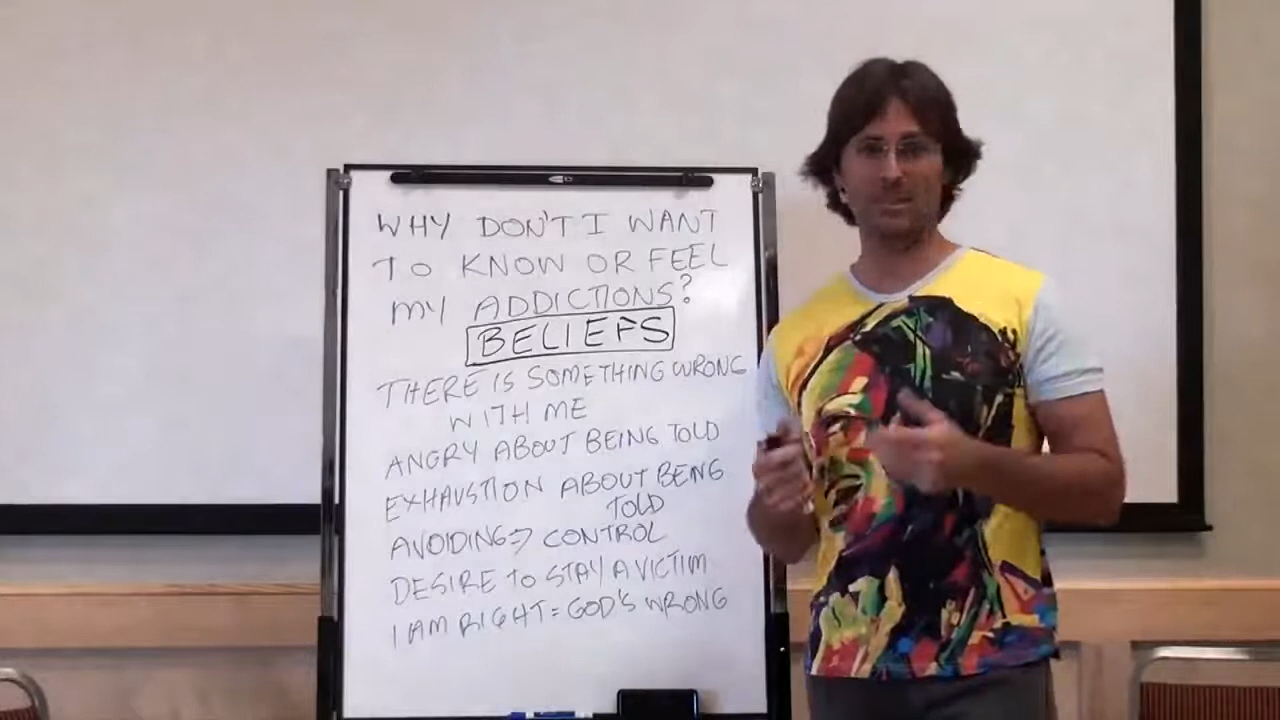 WHY DON'T I WANT
TO KNOW OR FEEL
MY ADDICTIONS?
BELIEFS
THERE IS SOMETHING WRONG
WITH ME
ANGRY ABOUT BEING TOLD
EXHAUSTION ABOUT BEING
TOLD
AVOIDING => CONTROL
DESIRE TO STAY A VICTIM
I AM RIGHT = GOD'S WRONG